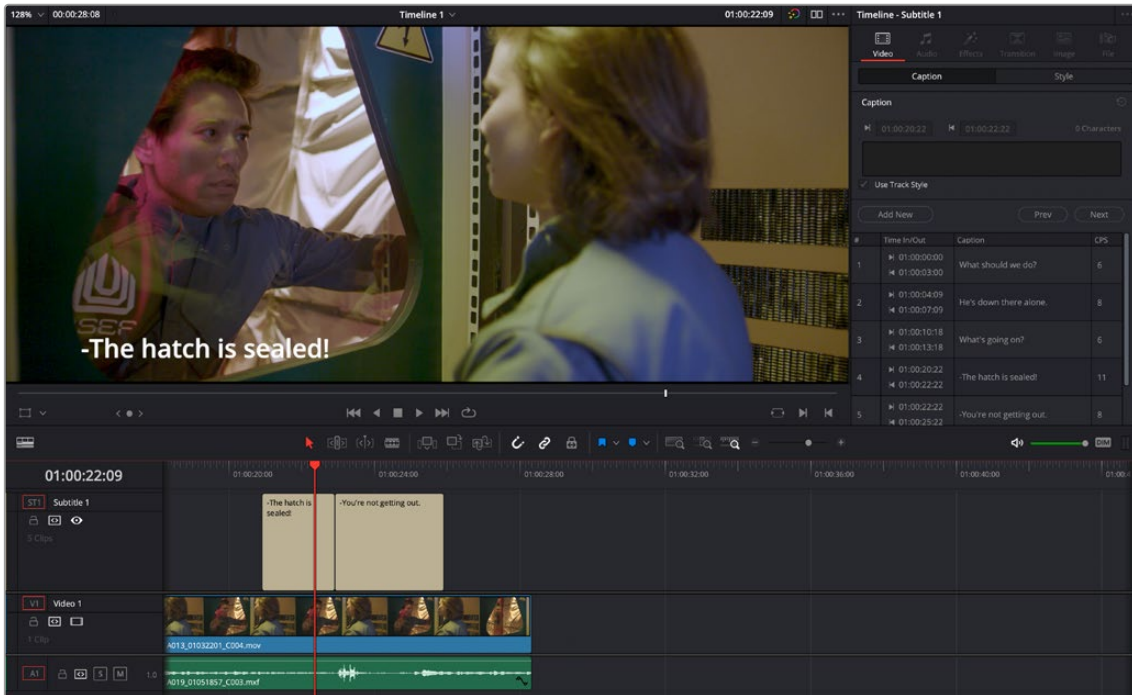 128% 00:00:28:08
Timeline 1
01:00:22:09
Timeline - Subtitle 1
Video
Audio
Effects
Transition
Image
File
Caption
Style
Caption
01:00:20:22
01:00:22:22
0 Characters
Use Track Style
Add New
Prev
Next
# Time In/Out Caption CPS
1 01:00:00:00 What should we do? 6
01:00:03:00
2 01:00:04:09 He's down there alone. 8
01:00:07:09
3 01:00:10:18 What's going on? 6
01:00:13:18
4 01:00:20:22 -The hatch is sealed! 11
01:00:22:22
5 01:00:22:22 -You're not getting out. 8
01:00:25:22
SEF
-The hatch is sealed!
DIM
01:00:22:09
01:00:20:00
01:00:24:00
01:00:28:00
01:00:32:00
01:00:36:00
01:00:40:00
ST1 Subtitle 1
5 Clips
-The hatch is
sealed!
-You're not getting out.
V1 Video 1
1 Clip
A013_01032201_C004.mov
A1 S M 1.0
A019_01051857_C003.mxf